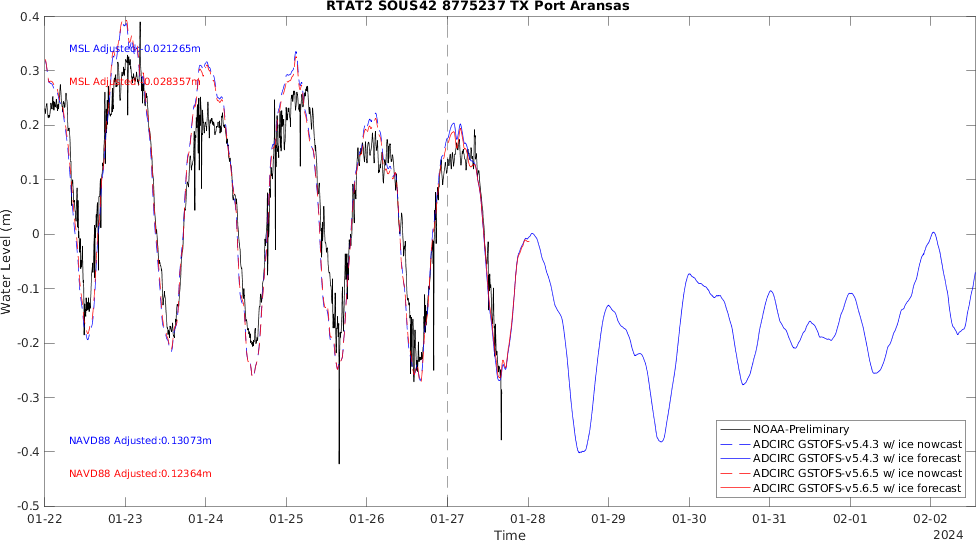 RTAT2 SOUS42 8775237 TX Port Aransas
0.4
0.3
0.2
0.1
0
-0.1
-0.2
-0.3
-0.4
-0.5
Water Level (m)
MSL Adjusted:-0.021265m
MSL Adjusted:-0.028357m
NAVD88 Adjusted:0.13073m
NAVD88 Adjusted:0.12364m
NOAA-Preliminary
ADCIRC GSTOFS-v5.4.3 w/ ice nowcast
ADCIRC GSTOFS-v5.4.3 w/ ice forecast
ADCIRC GSTOFS-v5.6.5 w/ ice nowcast
ADCIRC GSTOFS-v5.6.5 w/ ice forecast
01-22 01-23 01-24 01-25 01-26 01-27 01-28 01-29 01-30 01-31 02-01 02-02
2024
Time